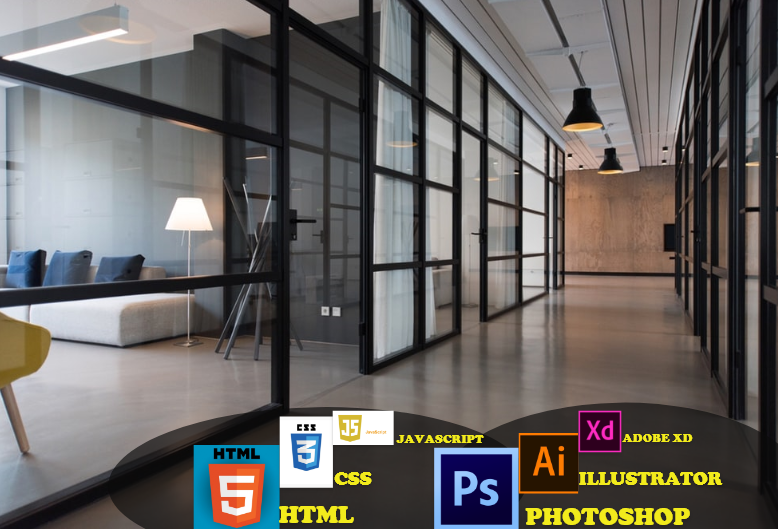 JS
JavaScript
JAVASCRIPT
CSS
3
CSS
HTML
5
HTML
Xd
ADOBE XD
Ai
ILLUSTRATOR
Ps
PHOTOSHOP